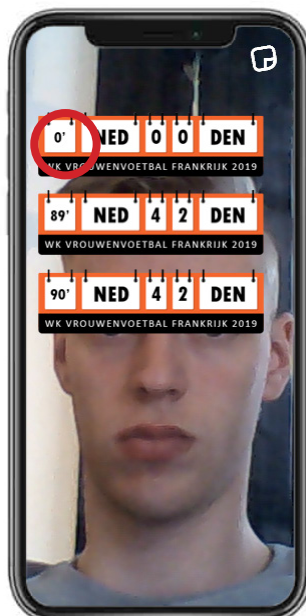 0' NED 0 0 DEN
WK VROUWENVOETBAL FRANKRIJK 2019
89' NED 4 2 DEN
WK VROUWENVOETBAL FRANKRIJK 2019
90' NED 4 2 DEN
WK VROUWENVOETBAL FRANKRIJK 2019